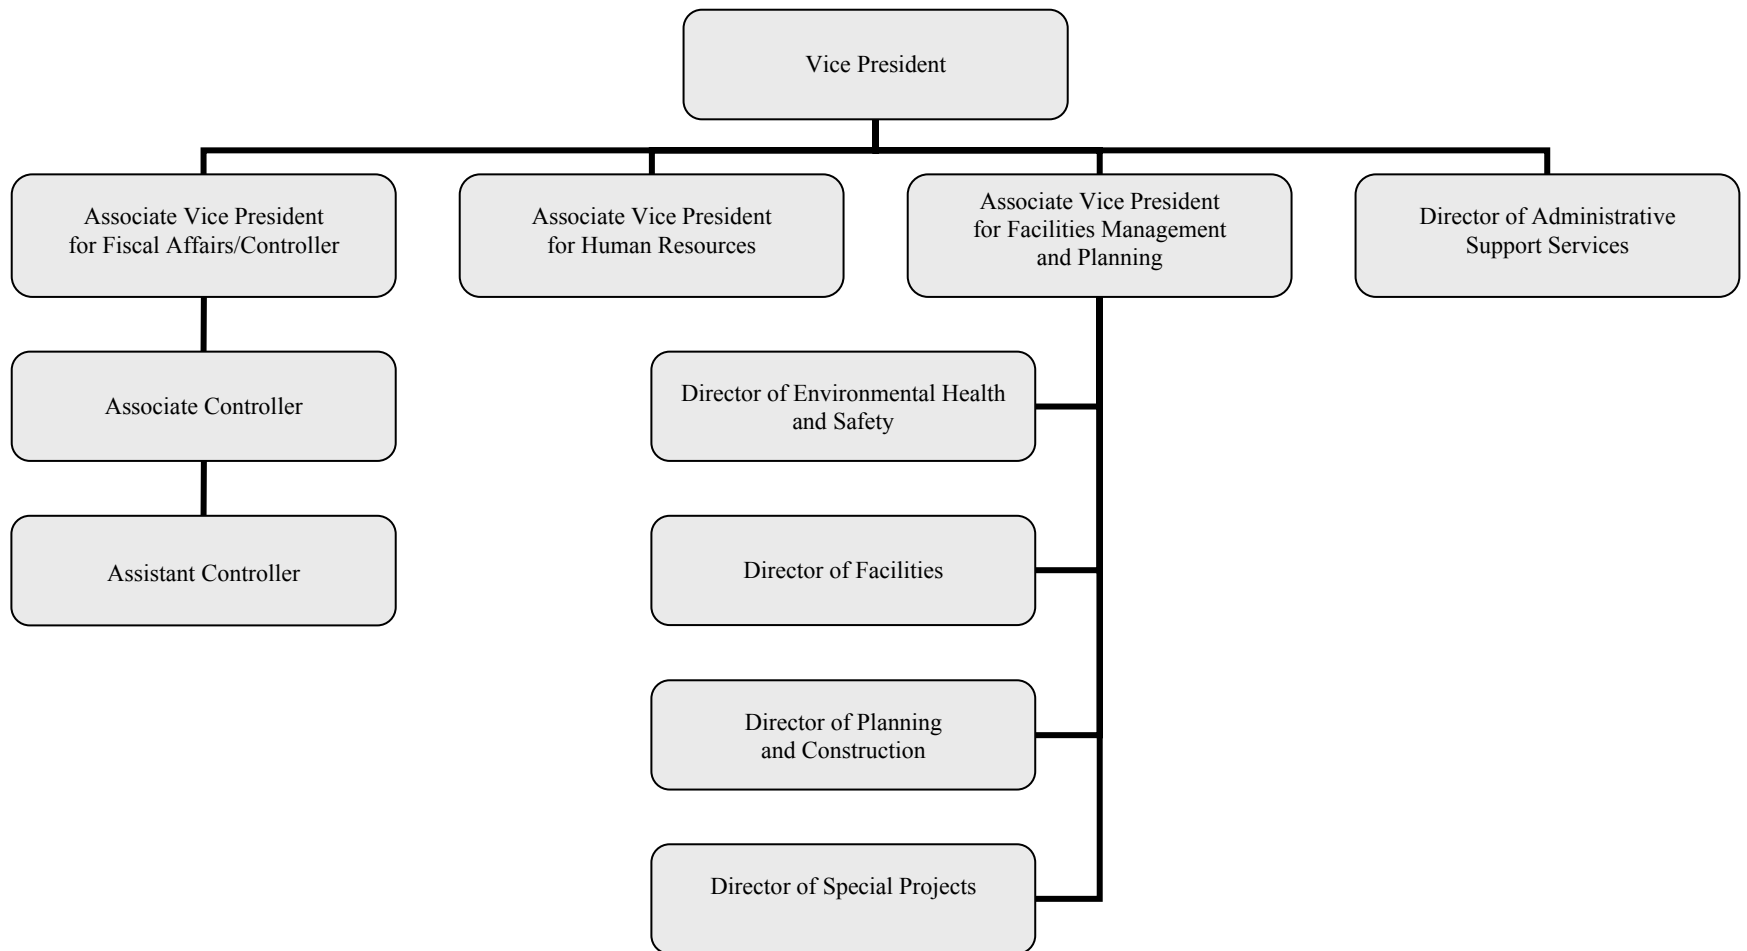 Vice President
Associate Vice President
for Fiscal Affairs/Controller
Associate Vice President
for Human Resources
Associate Vice President
for Facilities Management
and Planning
Director of Administrative
Support Services
Associate Controller
Director of Environmental Health
and Safety
Assistant Controller
Director of Facilities
Director of Planning
and Construction
Director of Special Projects